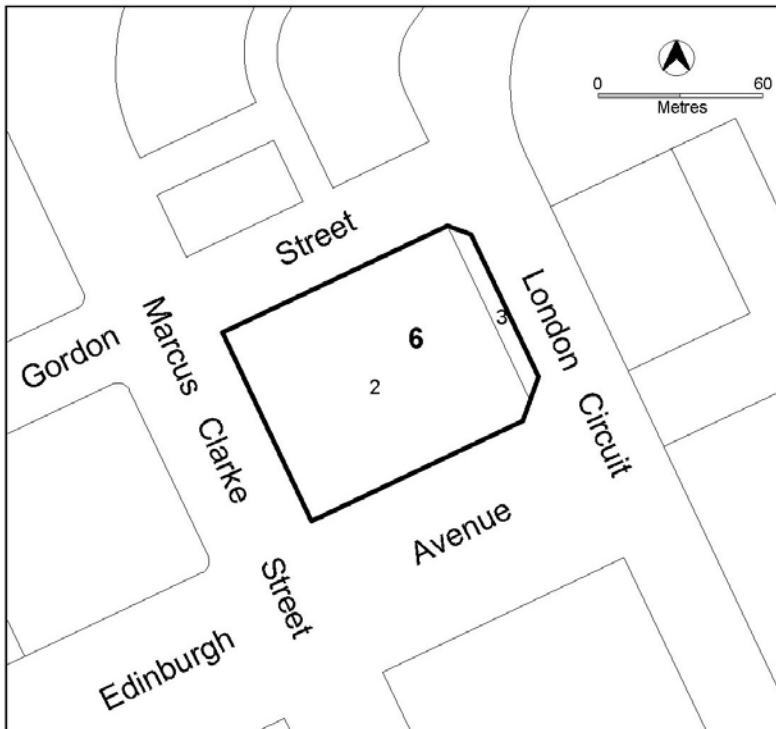 0 60
Metres
Gordon Street
Marcus Clarke Street
London Circuit
Edinburgh Avenue
6
3
2